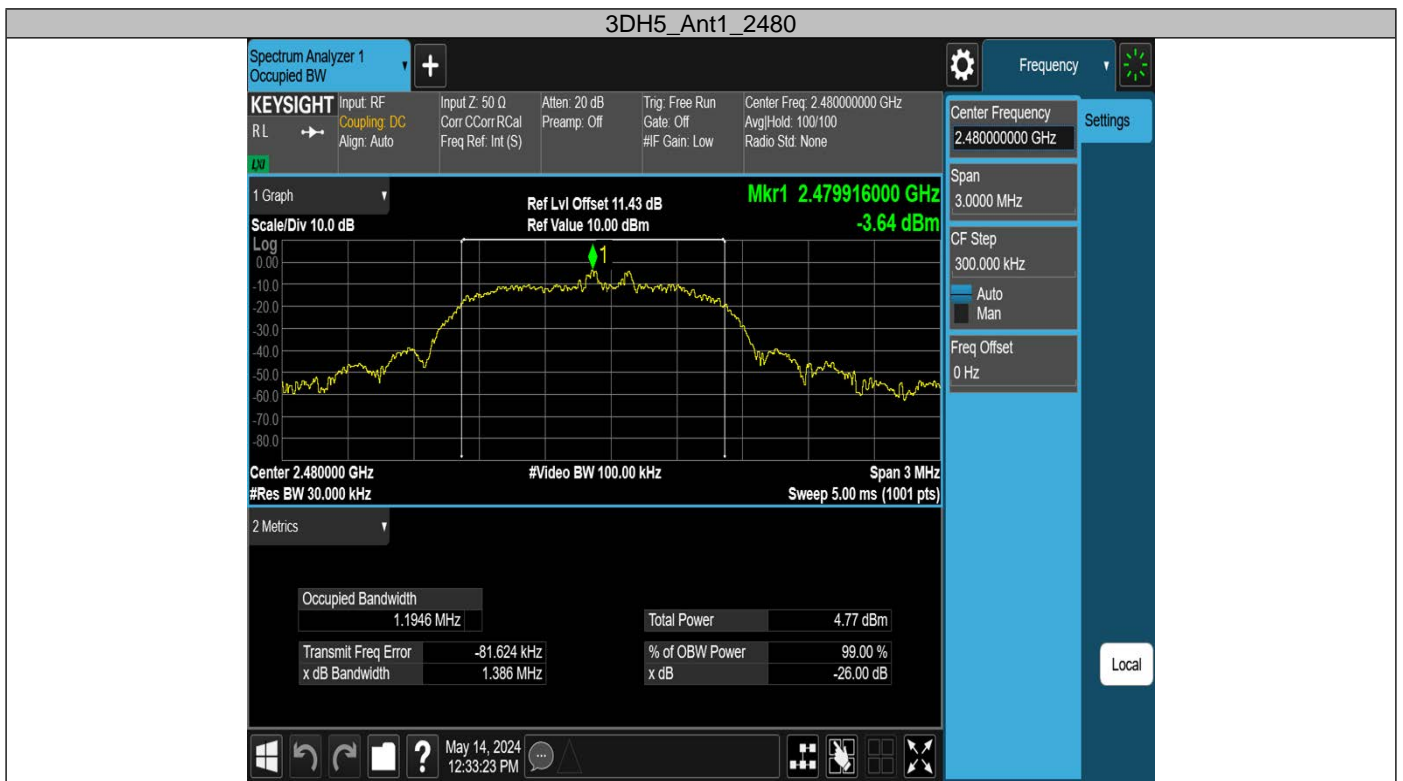 3DH5_Ant1_2480
Spectrum Analyzer 1
Occupied BW
+
Frequency
KEYSIGHT
RL
LXI
Input: RF
Coupling: DC
Align: Auto
Input Z: 50 Ω
Corr CCorr RCal
Freq Ref: Int (S)
Atten: 20 dB
Preamp: Off
Trig: Free Run
Gate: Off
#IF Gain: Low
Center Freq: 2.480000000 GHz
Avg|Hold: 100/100
Radio Std: None
Center Frequency
2.480000000 GHz
Settings
Span
3.0000 MHz
CF Step
300.000 kHz
Auto
Man
Freq Offset
0 Hz
Local
1 Graph
Scale/Div 10.0 dB
Ref Lvl Offset 11.43 dB
Ref Value 10.00 dBm
Mkr1 2.479916000 GHz
-3.64 dBm
Log
1
0.00
-10.0
-20.0
-30.0
-40.0
-50.0
-60.0
-70.0
-80.0
Center 2.480000 GHz
#Video BW 100.00 kHz
Span 3 MHz
#Res BW 30.000 kHz
Sweep 5.00 ms (1001 pts)
2 Metrics
Occupied Bandwidth
1.1946 MHz
Total Power 4.77 dBm
Transmit Freq Error -81.624 kHz
% of OBW Power 99.00 %
x dB Bandwidth 1.386 MHz
x dB -26.00 dB
?
May 14, 2024
12:33:23 PM